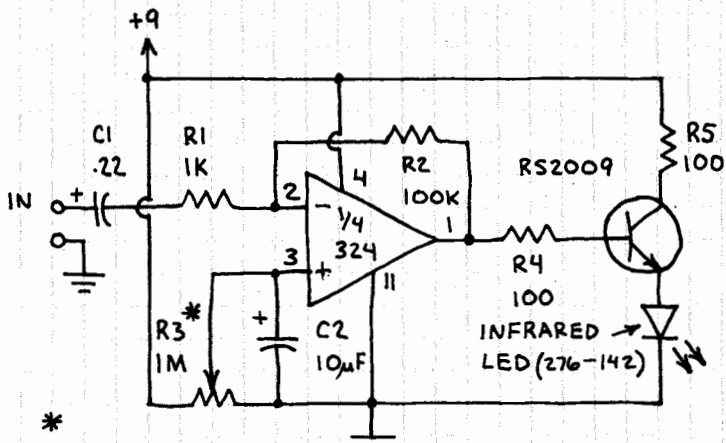 +9
C1
.22
R1
1K
R2
100K
R5
100
RS2009
IN
+
2
-
4
1/4
324
1
3
+
11
R4
100
R3 *
1M
+
C2
10µF
INFRARED
LED (276-142)
*